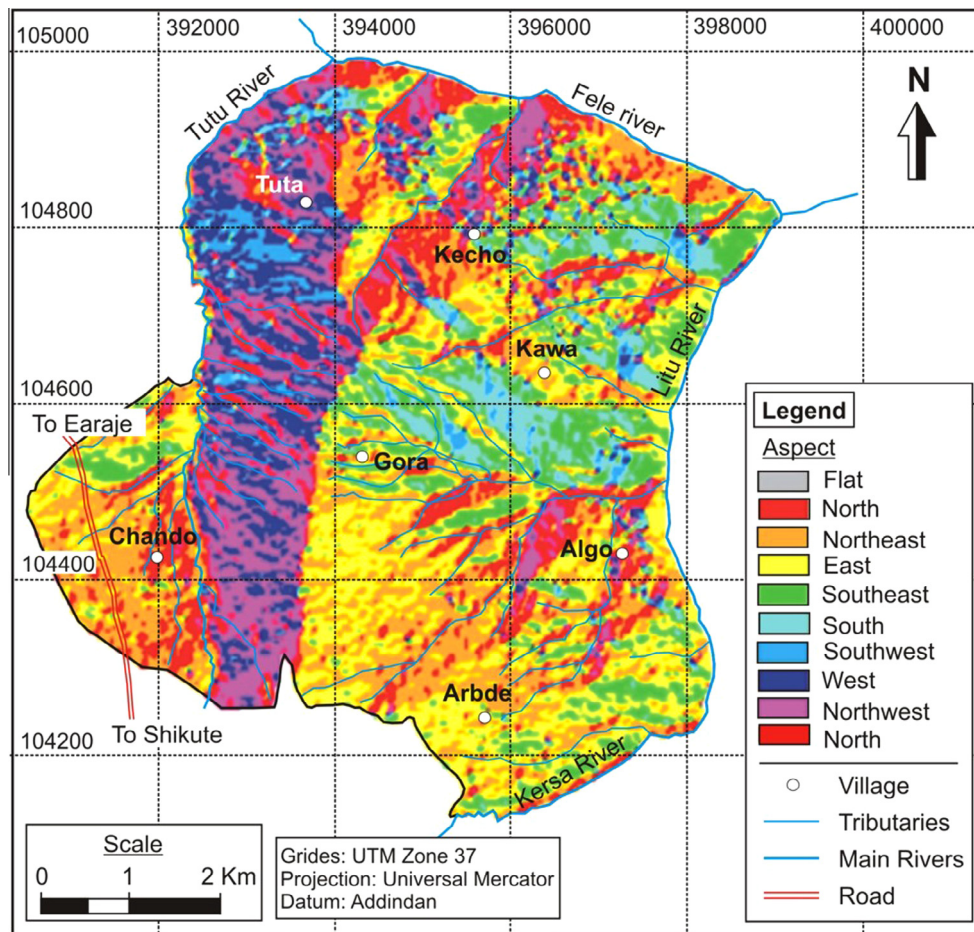 105000
392000
394000
396000
398000
400000
Tutu River
Fele river
N
Tuta
104800
Kecho
Litu River
Kawa
104600
To Earaje
Gora
Chando
Algo
104400
Arbde
To Shikute
104200
Kersa River
Legend
Aspect
Flat
North
Northeast
East
Southeast
South
Southwest
West
Northwest
North
Village
Tributaries
Main Rivers
Road
Scale
0 1 2 Km
Grides: UTM Zone 37
Projection: Universal Mercator
Datum: Addindan